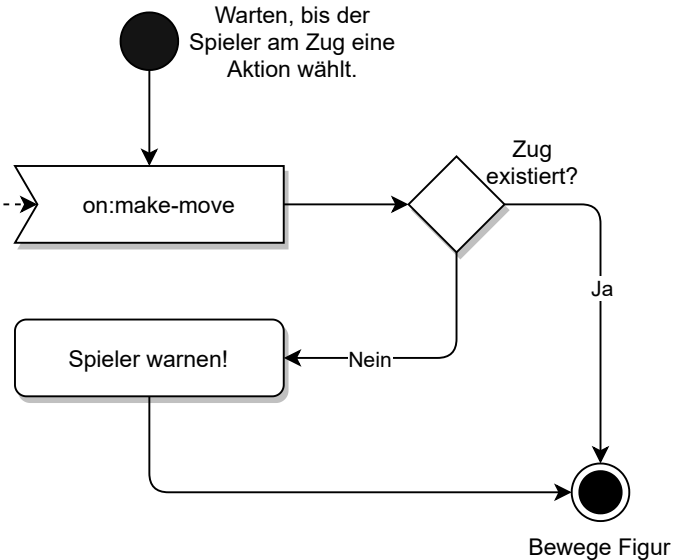 Warten, bis der
Spieler am Zug eine
Aktion wählt.
Zug
existiert?
on:make-move
Ja
Spieler warnen!
Nein
Bewege Figur